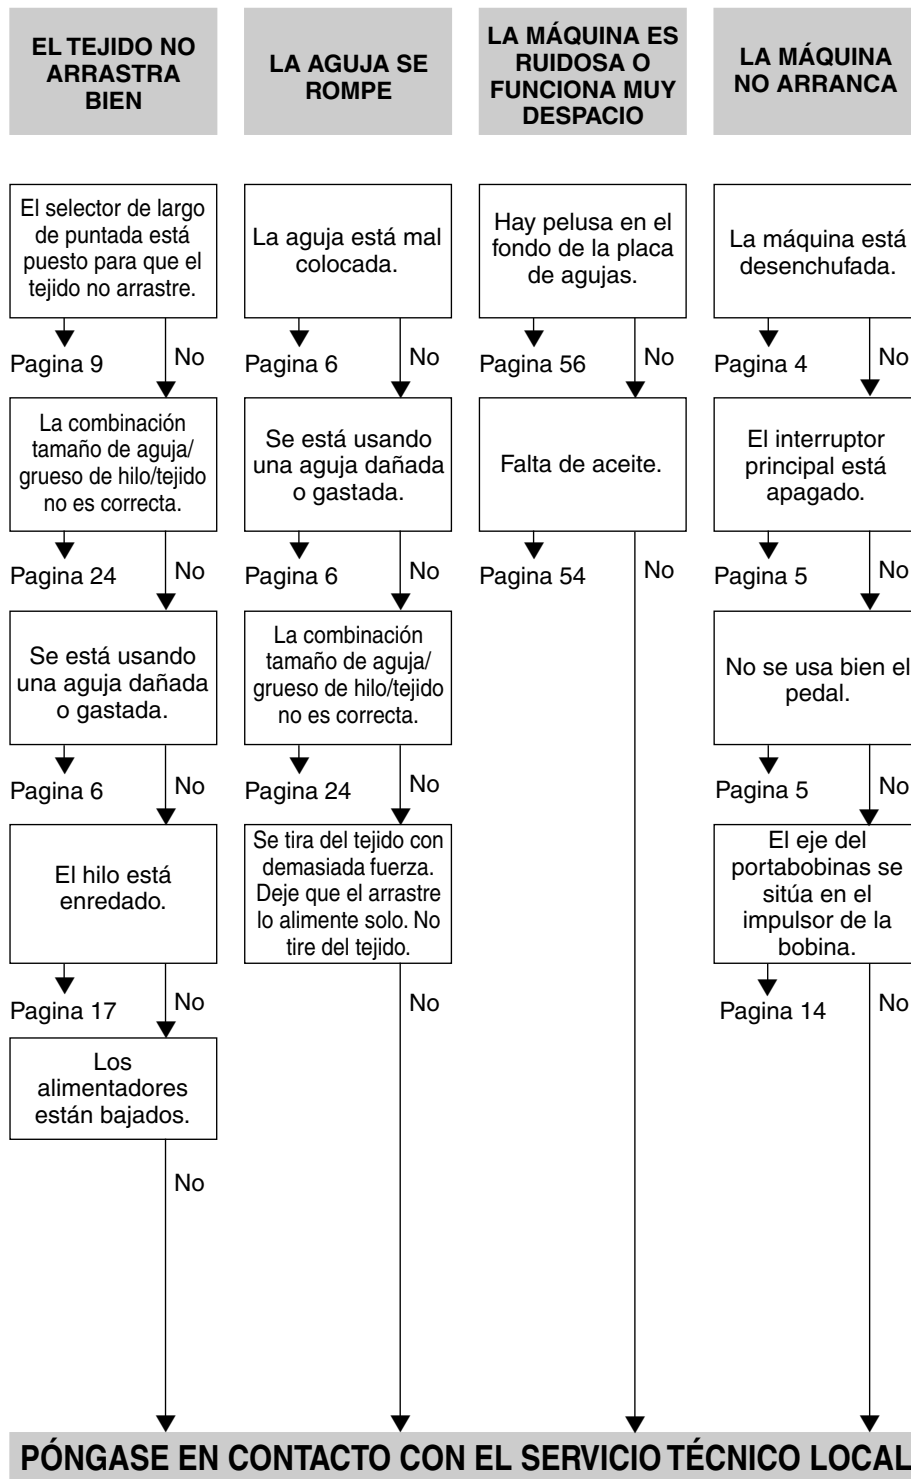 EL TEJIDO NO
ARRASTRA
BIEN
El selector de largo
de puntada está
puesto para que el
tejido no arrastre.
Pagina 9
No
La combinación
tamaño de aguja/
grueso de hilo/tejido
no es correcta.
Pagina 24
No
Se está usando
una aguja dañada
o gastada.
Pagina 6
No
El hilo está
enredado.
Pagina 17
No
Los
alimentadores
están bajados.
No
LA AGUJA SE
ROMPE
La aguja está mal
colocada.
Pagina 6
No
Se está usando
una aguja dañada
o gastada.
Pagina 6
No
La combinación
tamaño de aguja/
grueso de hilo/tejido
no es correcta.
Pagina 24
No
Se tira del tejido con
demasiada fuerza.
Deje que el arrastre
lo alimente solo. No
tire del tejido.
No
LA MÁQUINA ES
RUIDOSA O
FUNCIONA MUY
DESPACIO
Hay pelusa en el
fondo de la placa
de agujas.
Pagina 56
No
Falta de aceite.
Pagina 54
No
LA MÁQUINA
NO ARRANCA
La máquina está
desenchufada.
Pagina 4
No
El interruptor
principal está
apagado.
Pagina 5
No
No se usa bien el
pedal.
Pagina 5
No
El eje del
portabobinas se
sitúa en el
impulsor de la
bobina.
Pagina 14
No
PÓNGASE EN CONTACTO CON EL SERVICIO TÉCNICO LOCAL